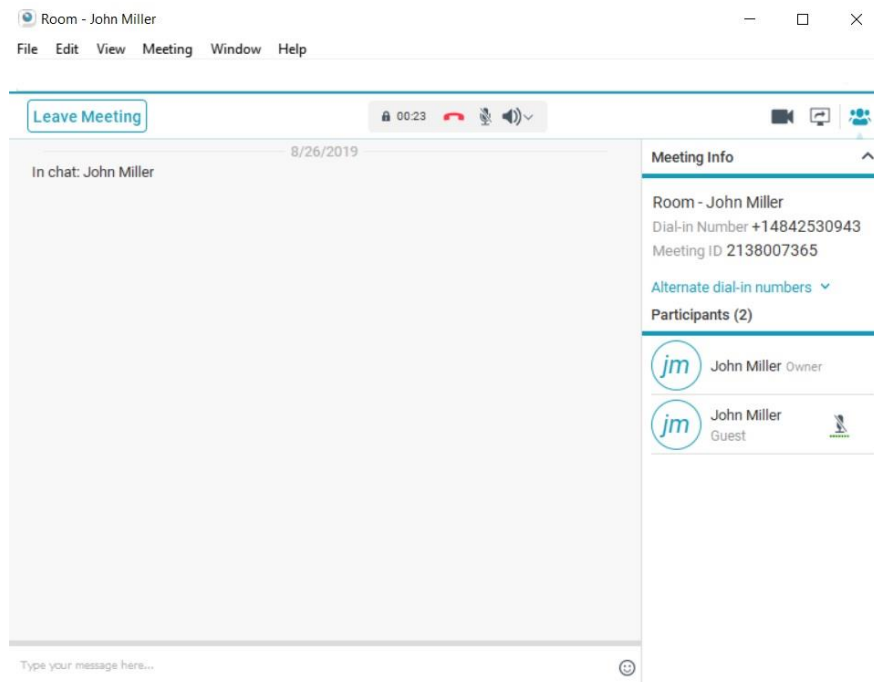 Room - John Miller
File Edit View Meeting Window Help
Leave Meeting
00:23
8/26/2019
In chat: John Miller
Meeting Info
Room - John Miller
Dial-in Number +14842530943
Meeting ID 2138007365
Alternate dial-in numbers
Participants (2)
jm John Miller Owner
jm John Miller
Guest
Type your message here...